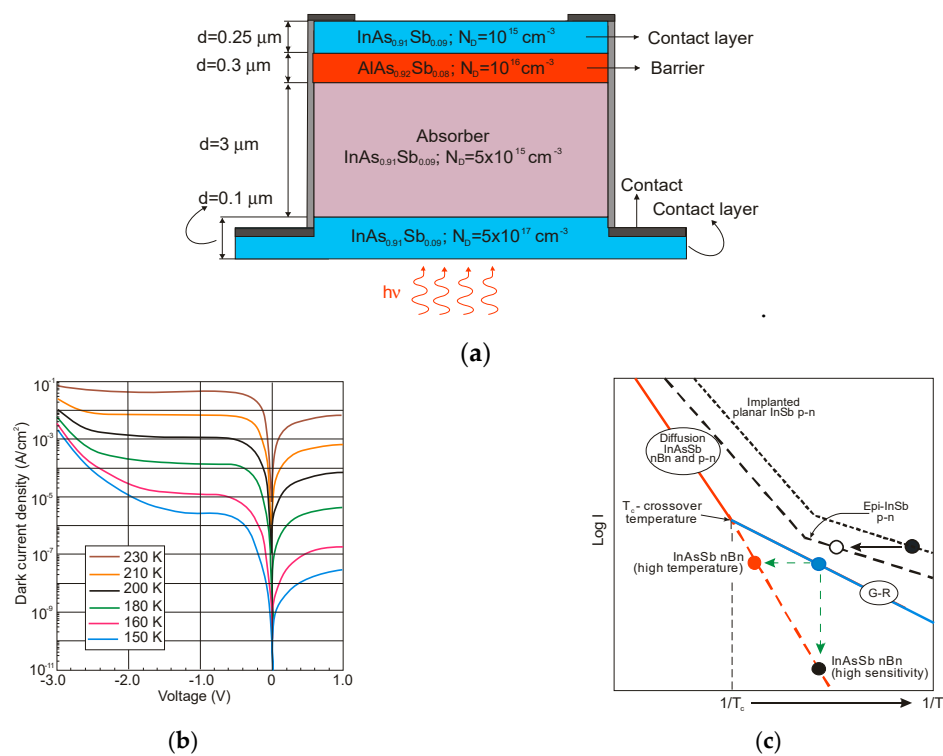 d=0.25 μm
InAs0.91Sb0.09; ND=10^15 cm^-3
Contact layer
d=0.3 μm
AlAs0.92Sb0.08; ND=10^16 cm^-3
Barrier
d=3 μm
Absorber
InAs0.91Sb0.09; ND=5x10^15 cm^-3
d=0.1 μm
Contact
Contact layer
InAs0.91Sb0.09; ND=5x10^17 cm^-3
hν
(a)
Dark current density (A/cm^2)
10^-1
10^-3
10^-5
10^-7
10^-9
10^-11
230 K
210 K
200 K
180 K
160 K
150 K
-3.0
-2.0
-1.0
0
1.0
Voltage (V)
(b)
Log I
Implanted
planar InSb p-n
Diffusion
InAsSb
nBn and p-n
Tc- crossover
temperature
Epi-InSb
p-n
InAsSb nBn
(high temperature)
G-R
InAsSb nBn
(high sensitivity)
1/Tc
1/T
(c)